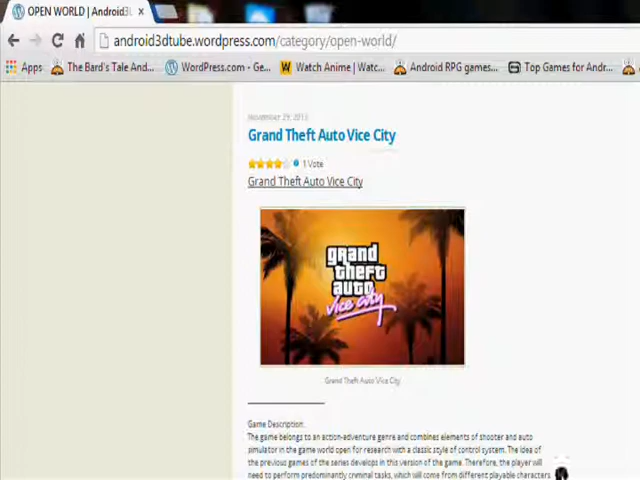 OPEN WORLD | Android3
android3dtube.wordpress.com/category/open-world/
Apps The Bard's Tale And... WordPress.com - Ge... Watch Anime | Watc... Android RPG games... Top Games for Andr...
November 29, 2013
Grand Theft Auto Vice City
1 Vote
Grand Theft Auto Vice City
grand
theft
auto
vice city
Grand Theft Auto Vice City
Game Description:
The game belongs to an action-adventure genre and combines elements of shooter and auto
simulator in the game world open for research with a classic style of control system. The idea of
the previous games of the series develops in this version of the game. Therefore, the player will
need to perform predominantly criminal tasks, which will come from different playable characters